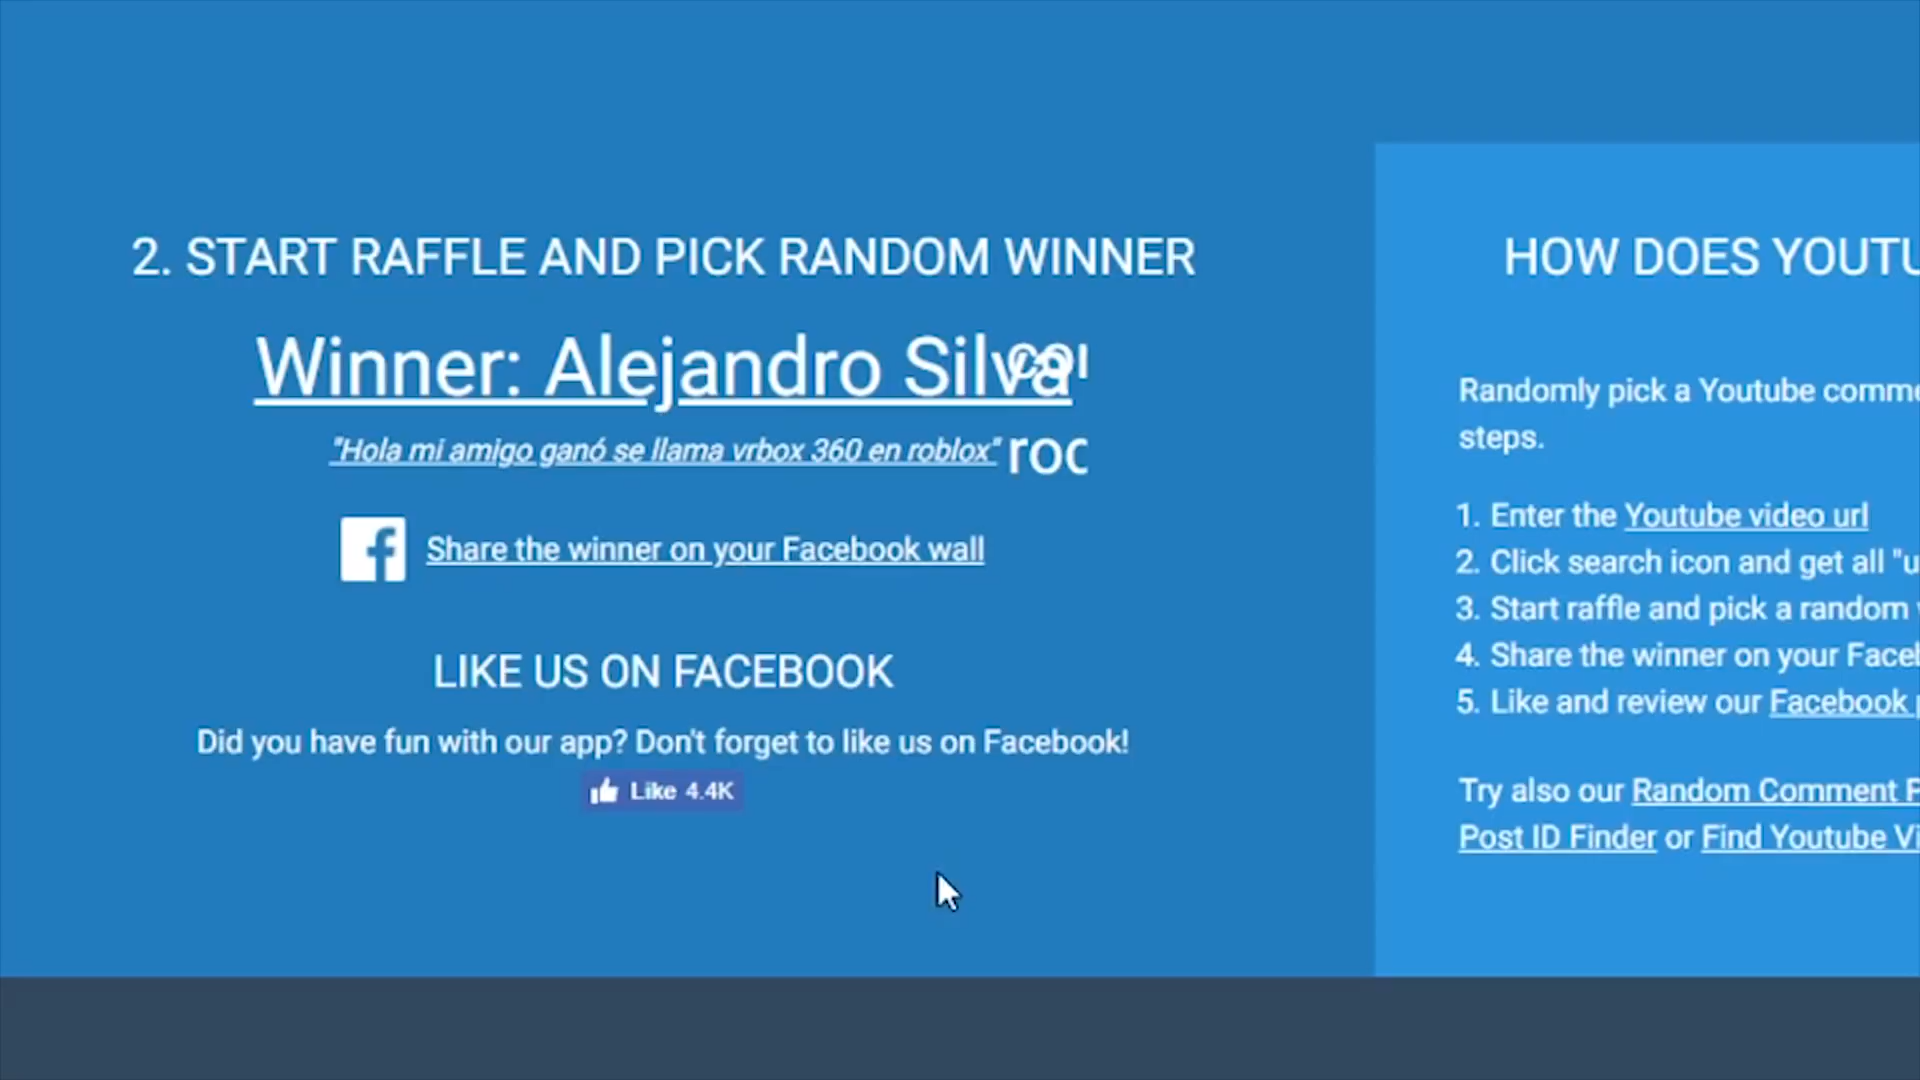 2. START RAFFLE AND PICK RANDOM WINNER
Winner: Alejandro Silva
"Hola mi amigo ganó se llama vrbox 360 en roblox"
Share the winner on your Facebook wall
LIKE US ON FACEBOOK
Did you have fun with our app? Don't forget to like us on Facebook!
Like 4.4K
HOW DOES
Randomly pick a Youtube
steps.
1. Enter the Youtube video url
2. Click search icon and get all
3. Start raffle and pick a random
4. Share the winner on your
5. Like and review our Facebook
Try also our Random Comment
Post ID Finder or Find Youtube